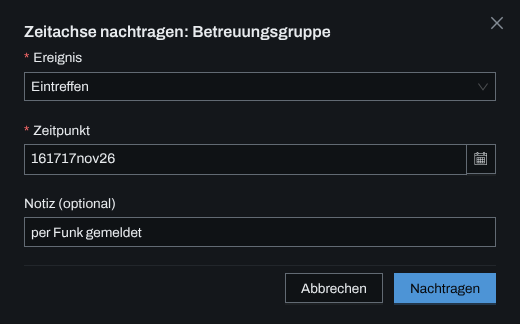 Zeitachse nachtragen: Betreuungsgruppe
* Ereignis
Eintreffen
* Zeitpunkt
161717nov26
Notiz (optional)
per Funk gemeldet
Abbrechen
Nachtragen